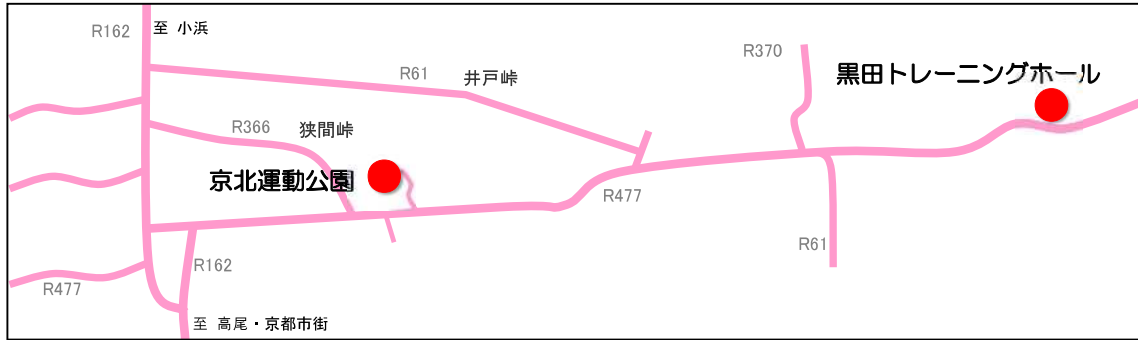 R162
至 小浜
R370
R61
井戸峠
黒田トレーニングホール
R366
狭間峠
京北運動公園
R477
R61
R162
R477
至 高尾・京都市街